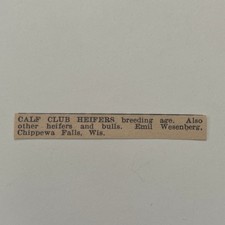 CALF CLUB HEIFERS breeding age. Also
other heifers and bulls. Emil Wesenberg,
Chippewa Falls, Wis.